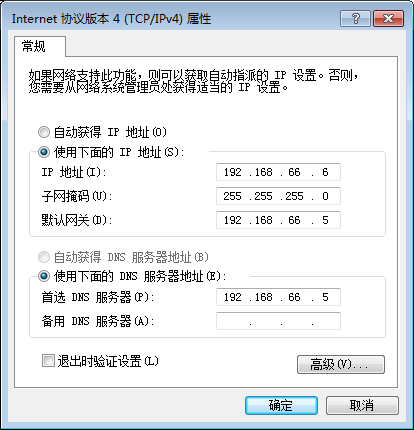 Internet 协议版本 4 (TCP/IPv4) 属性
常规
如果网络支持此功能，则可以获取自动指派的 IP 设置。否则，
您需要从网络系统管理员处获得适当的 IP 设置。
自动获得 IP 地址(O)
使用下面的 IP 地址(S):
IP 地址(I): 192 .168 . 66 . 6
子网掩码(U): 255 .255 .255 . 0
默认网关(D): 192 .168 . 66 . 5
自动获得 DNS 服务器地址(B)
使用下面的 DNS 服务器地址(E):
首选 DNS 服务器(P): 192 .168 . 66 . 5
备用 DNS 服务器(A): . . .
退出时验证设置(L)
高级(V)...
确定 取消